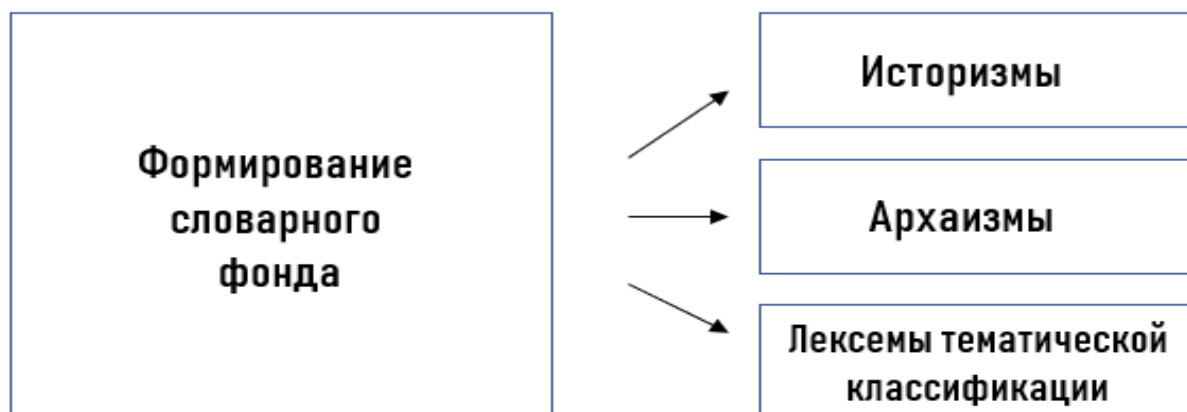 Формирование
словарного
фонда
Историзмы
Архаизмы
Лексемы тематической
классификации